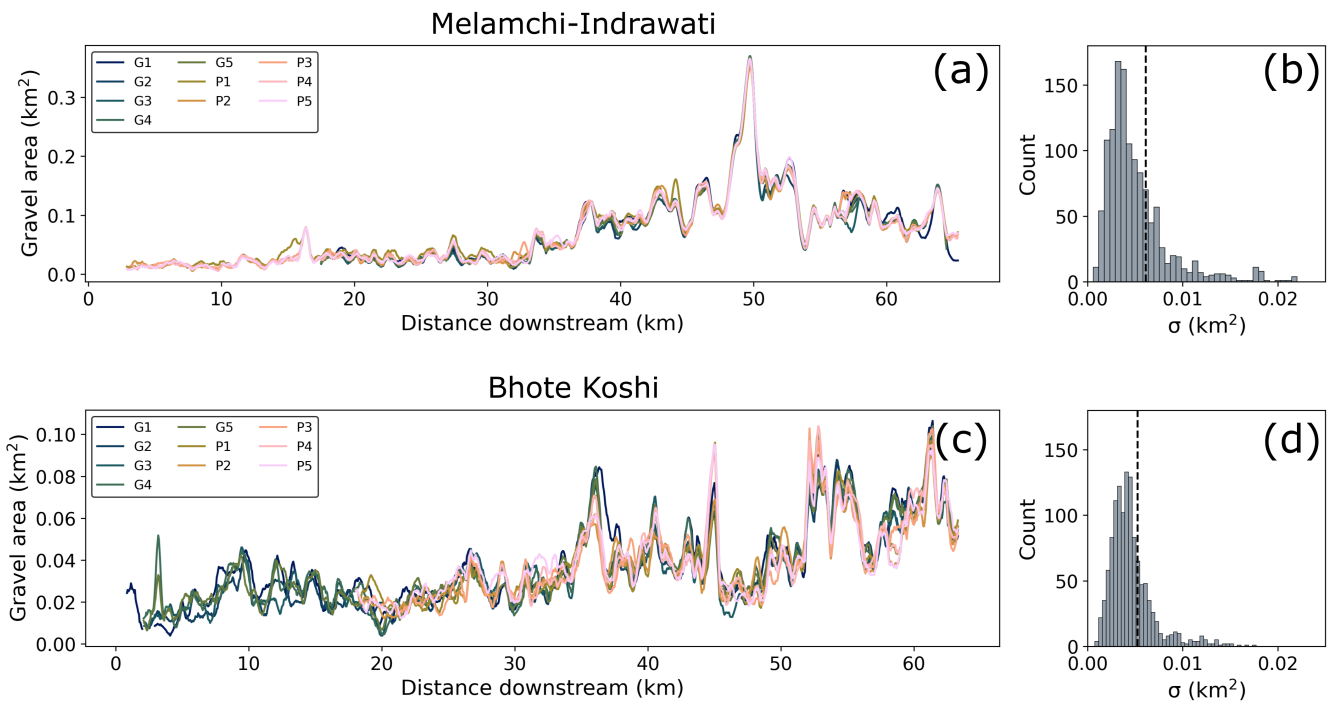 Melamchi-Indrawati
(a)
G1 G5 P3
G2 P1 P4
G3 P2 P5
G4
Gravel area (km²)
0.3
0.2
0.1
0.0
0 10 20 30 40 50 60
Distance downstream (km)
(b)
Count
150
100
50
0
0.00 0.01 0.02
σ (km²)
Bhote Koshi
(c)
G1 G5 P3
G2 P1 P4
G3 P2 P5
G4
Gravel area (km²)
0.10
0.08
0.06
0.04
0.02
0.00
0 10 20 30 40 50 60
Distance downstream (km)
(d)
Count
150
100
50
0
0.00 0.01 0.02
σ (km²)